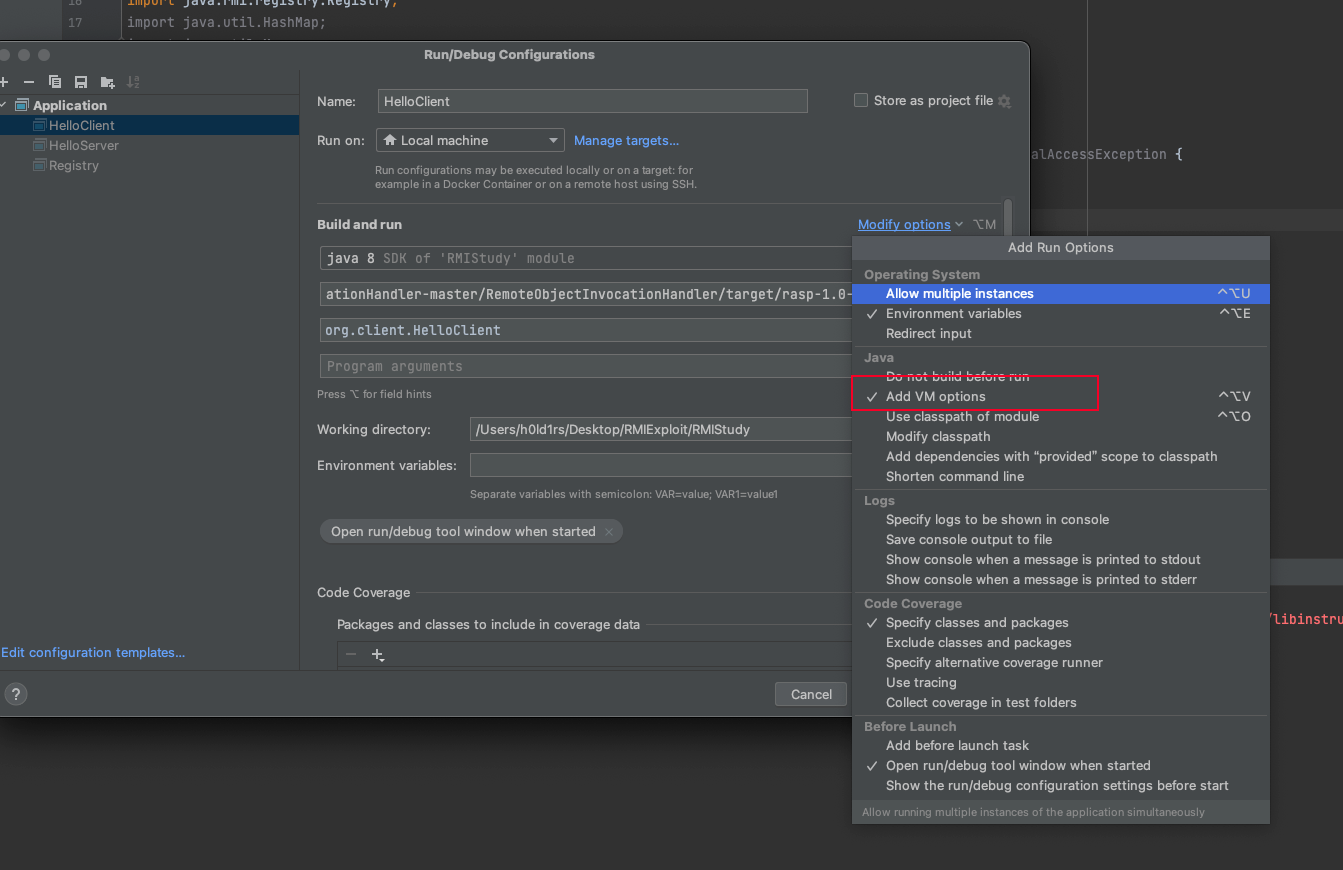 16 import java.rmi.registry.Registry;
17 import java.util.HashMap;
Run/Debug Configurations
Application
HelloClient
HelloServer
Registry
Edit configuration templates...
Name: HelloClient
Store as project file
Run on: Local machine Manage targets...
Run configurations may be executed locally or on a target: for
example in a Docker Container or on a remote host using SSH.
Build and run
Modify options ⌥M
java 8 SDK of 'RMIStudy' module
ationHandler-master/RemoteObjectInvocationHandler/target/rasp-1.0-
org.client.HelloClient
Program arguments
Press ⌥ for field hints
Working directory: /Users/h0ld1rs/Desktop/RMIExploit/RMIStudy
Environment variables:
Separate variables with semicolon: VAR=value; VAR1=value1
Open run/debug tool window when started ×
Code Coverage
Packages and classes to include in coverage data
?
Cancel
alAccessException {
Add Run Options
Operating System
Allow multiple instances ^⌥U
✓ Environment variables ^⌥E
Redirect input
Java
Do not build before run
✓ Add VM options ^⌥V
Use classpath of module ^⌥O
Modify classpath
Add dependencies with “provided” scope to classpath
Shorten command line
Logs
Specify logs to be shown in console
Save console output to file
Show console when a message is printed to stdout
Show console when a message is printed to stderr
Code Coverage
✓ Specify classes and packages
Exclude classes and packages
Specify alternative coverage runner
Use tracing
Collect coverage in test folders
Before Launch
Add before launch task
✓ Open run/debug tool window when started
Show the run/debug configuration settings before start
Allow running multiple instances of the application simultaneously
/libinstru